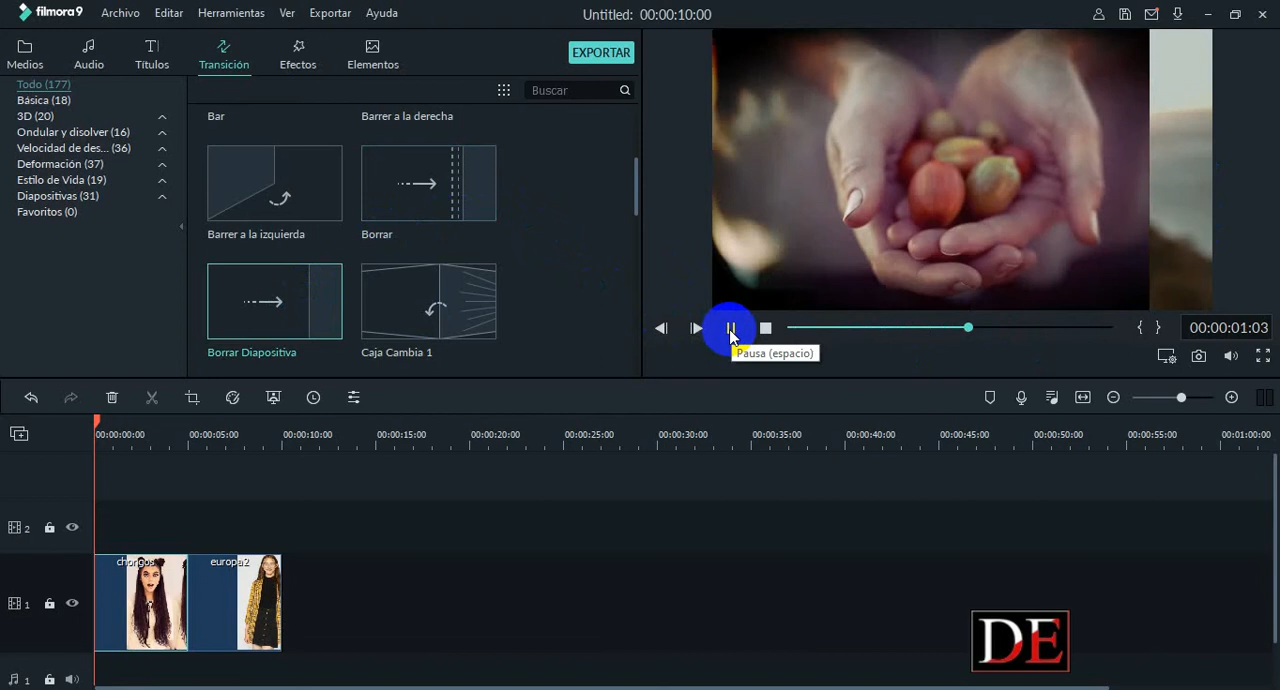 filmora9 Archivo Editar Herramientas Ver Exportar Ayuda Untitled: 00:00:10:00
Medios Audio Títulos Transición Efectos Elementos EXPORTAR
Todo (177)
Básica (18)
3D (20)
Ondular y disolver (16)
Velocidad de des... (36)
Deformación (37)
Estilo de Vida (19)
Diapositivas (31)
Favoritos (0)
Buscar
Bar Barrer a la derecha
Barrer a la izquierda Borrar
Borrar Diapositiva Caja Cambia 1
00:00:01:03
Pausa (espacio)
00:00:00:00 00:00:05:00 00:00:10:00 00:00:15:00 00:00:20:00 00:00:25:00 00:00:30:00 00:00:35:00 00:00:40:00 00:00:45:00 00:00:50:00 00:00:55:00 00:01:00:00
2
chongos europa2
1
DE
1